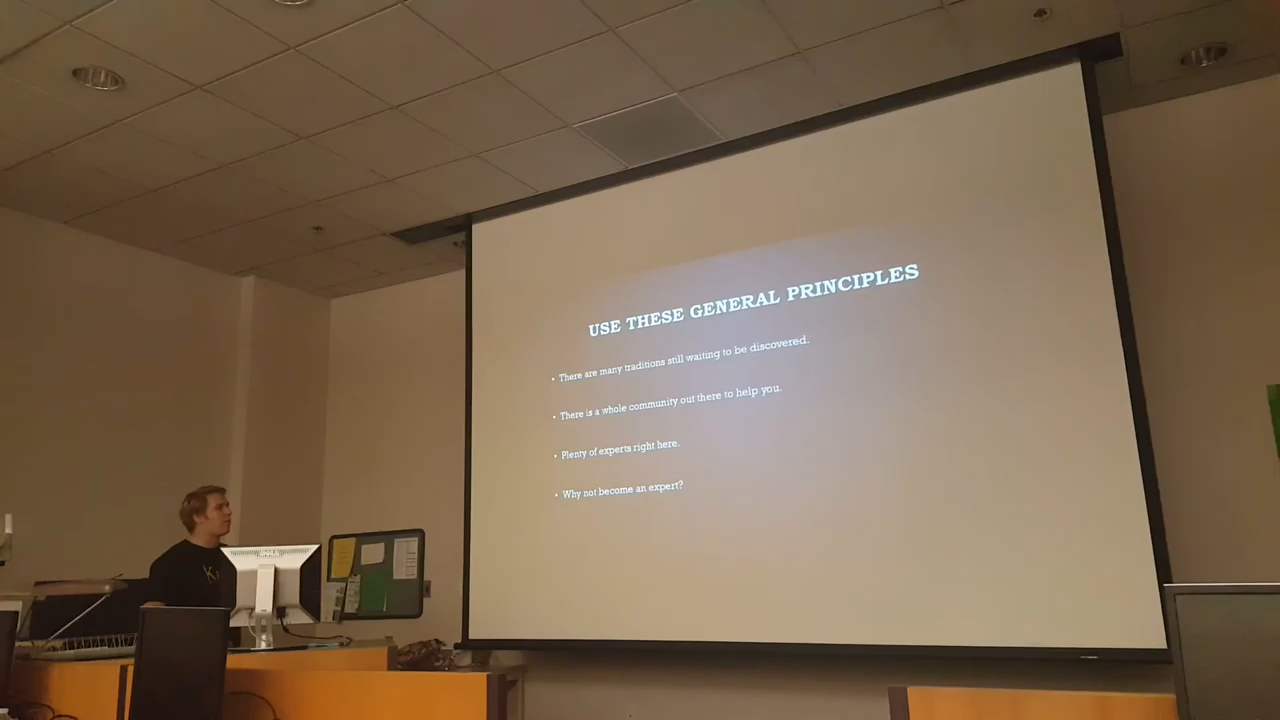 USE THESE GENERAL PRINCIPLES
• There are many traditions still waiting to be discovered.
• There is a whole community out there to help you.
• Plenty of experts right here.
• Why not become an expert?